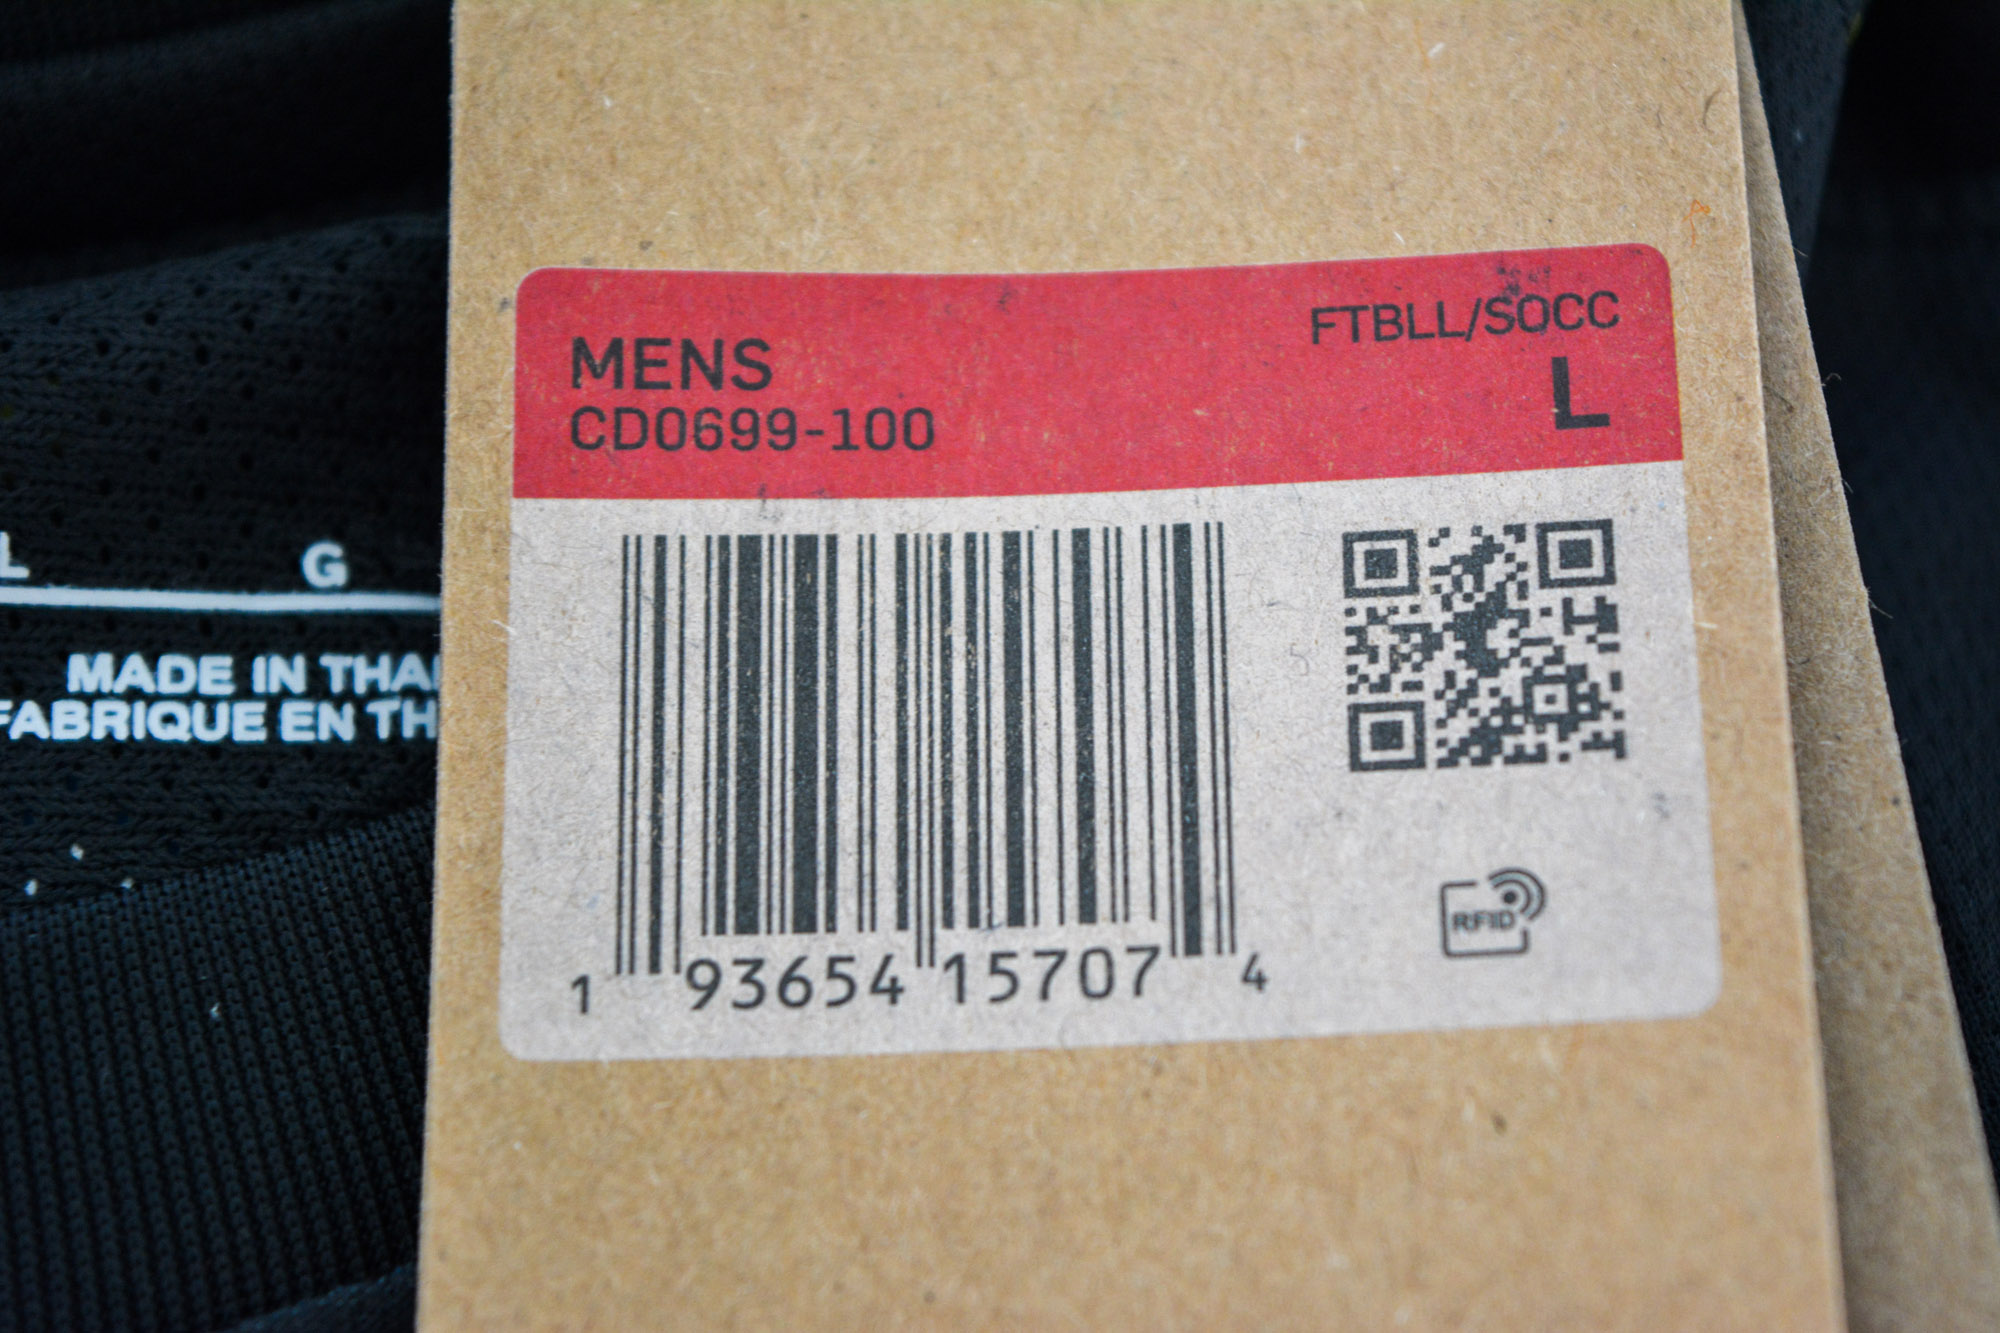 MENS
FTBLL/SOCC
CD0699-100
L
1 93654 15707 4
RFID
L G
MADE IN THAI
FABRIQUE EN TH